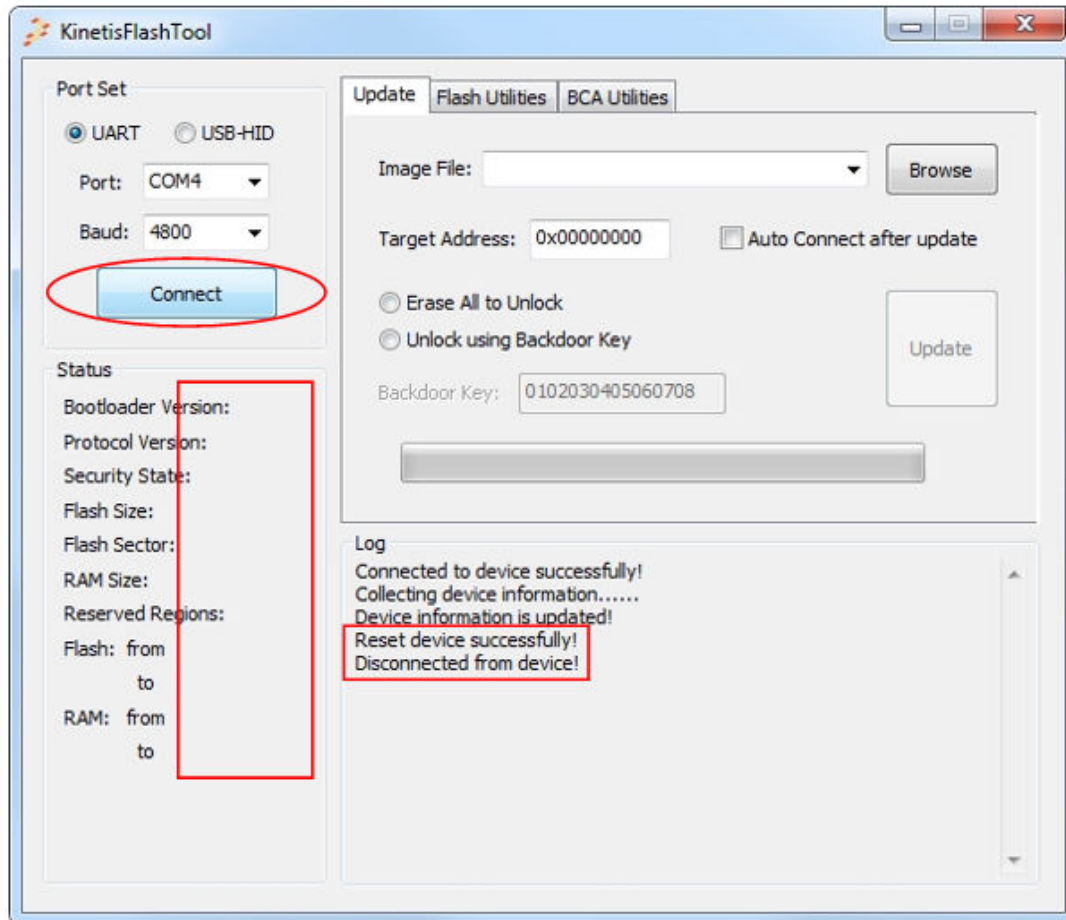 KinetisFlashTool
Port Set
UART USB-HID
Port: COM4
Baud: 4800
Connect
Status
Bootloader Version:
Protocol Version:
Security State:
Flash Size:
Flash Sector:
RAM Size:
Reserved Regions:
Flash: from
to
RAM: from
to
Update Flash Utilities BCA Utilities
Image File: Browse
Target Address: 0x00000000 Auto Connect after update
Erase All to Unlock
Unlock using Backdoor Key
Update
Backdoor Key: 0102030405060708
Log
Connected to device successfully!
Collecting device information......
Device information is updated!
Reset device successfully!
Disconnected from device!